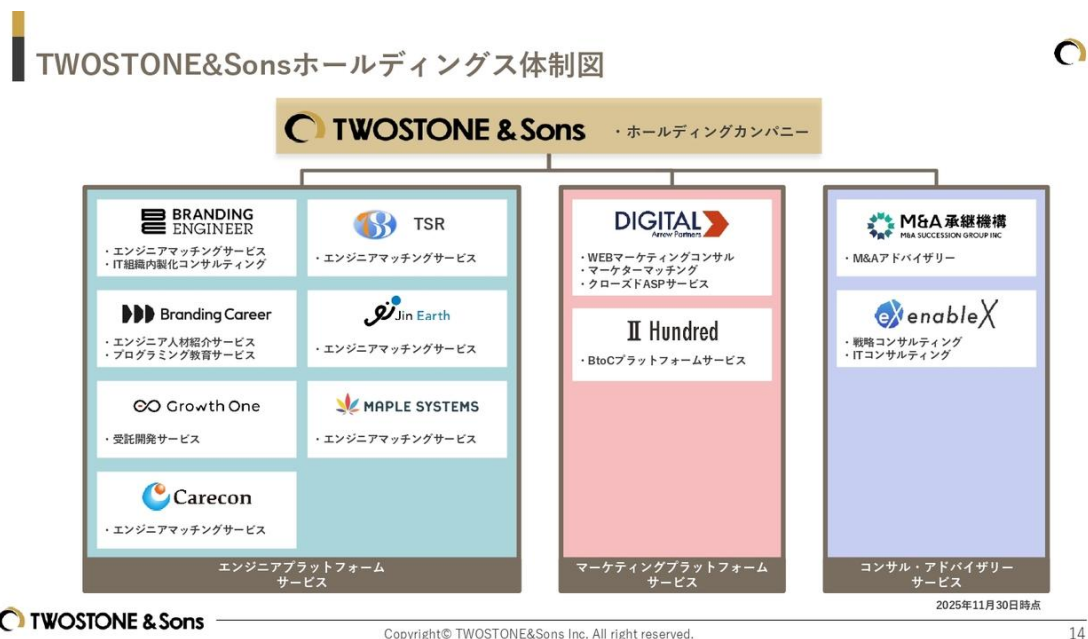 TWOSTONE&Sonsホールディングス体制図
TWOSTONE & Sons ・ホールディングカンパニー
BRANDING
ENGINEER
・エンジニアマッチングサービス
・IT組織内製化コンサルティング
TSR
・エンジニアマッチングサービス
Branding Career
・エンジニア人材紹介サービス
・プログラミング教育サービス
Jin Earth
・エンジニアマッチングサービス
Growth One
・受託開発サービス
MAPLE SYSTEMS
・エンジニアマッチングサービス
Carecon
・エンジニアマッチングサービス
エンジニアプラットフォーム
サービス
DIGITAL
Arrow Partners
・WEBマーケティングコンサル
・マーケターマッチング
・クローズドASPサービス
Hundred
・BtoCプラットフォームサービス
マーケティングプラットフォーム
サービス
M&A承継機構
M&A SUCCESSION GROUP INC
・M&Aアドバイザリー
eX enableX
・戦略コンサルティング
・ITコンサルティング
コンサル・アドバイザリー
サービス
2025年11月30日時点
TWOSTONE & Sons
Copyright© TWOSTONE&Sons Inc. All right reserved.
14